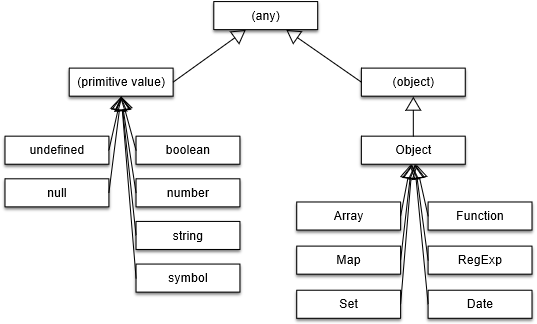 (any)
(primitive value)
(object)
undefined
boolean
Object
null
number
string
symbol
Array
Function
Map
RegExp
Set
Date